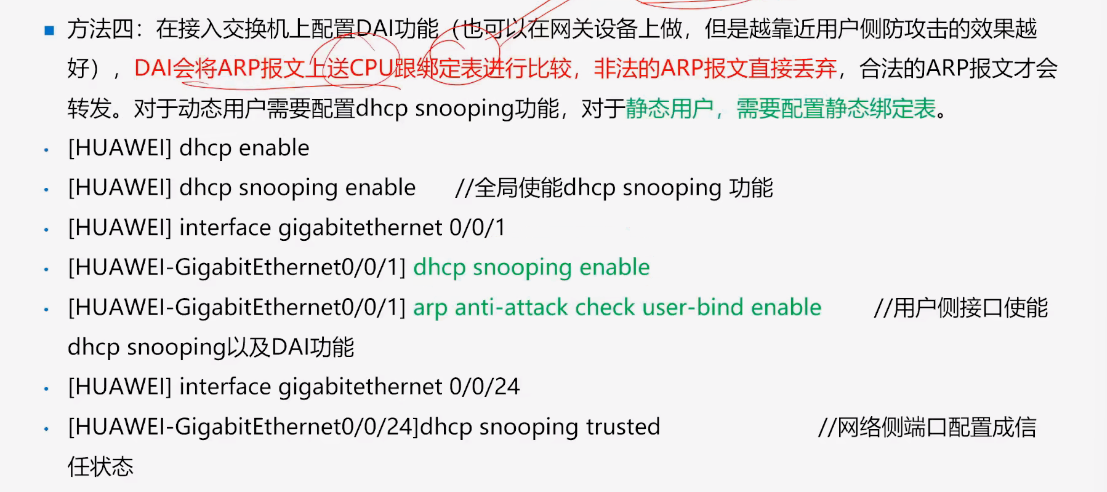 方法四：在接入交换机上配置DAI功能（也可以在网关设备上做，但是越靠近用户侧防攻击的效果越
好），DAI会将ARP报文上送CPU跟绑定表进行比较，非法的ARP报文直接丢弃，合法的ARP报文才会
转发。对于动态用户需要配置dhcp snooping功能，对于静态用户，需要配置静态绑定表。
[HUAWEI] dhcp enable
[HUAWEI] dhcp snooping enable //全局使能dhcp snooping 功能
[HUAWEI] interface gigabitethernet 0/0/1
[HUAWEI-GigabitEthernet0/0/1] dhcp snooping enable
[HUAWEI-GigabitEthernet0/0/1] arp anti-attack check user-bind enable //用户侧接口使能
dhcp snooping以及DAI功能
[HUAWEI] interface gigabitethernet 0/0/24
[HUAWEI-GigabitEthernet0/0/24]dhcp snooping trusted //网络侧端口配置成信
任状态